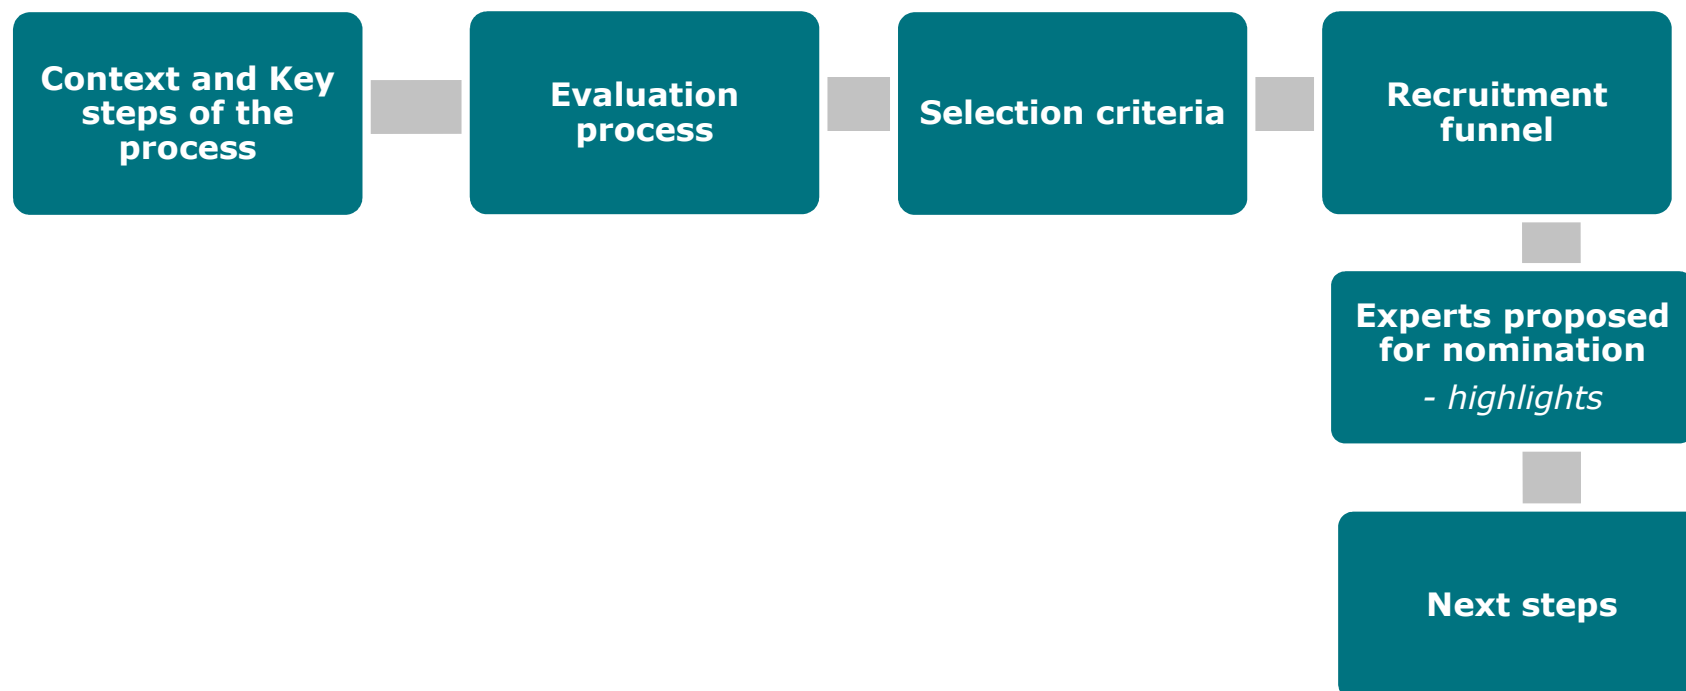 Context and Key
steps of the
process
Evaluation
process
Selection criteria
Recruitment
funnel
Experts proposed
for nomination
- highlights
Next steps